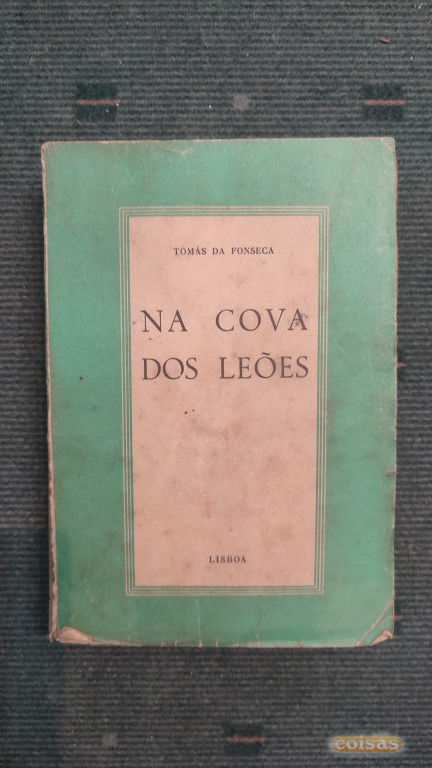 TOMÁS DA FONSECA
NA COVA
DOS LEÕES
LISBOA
coisas